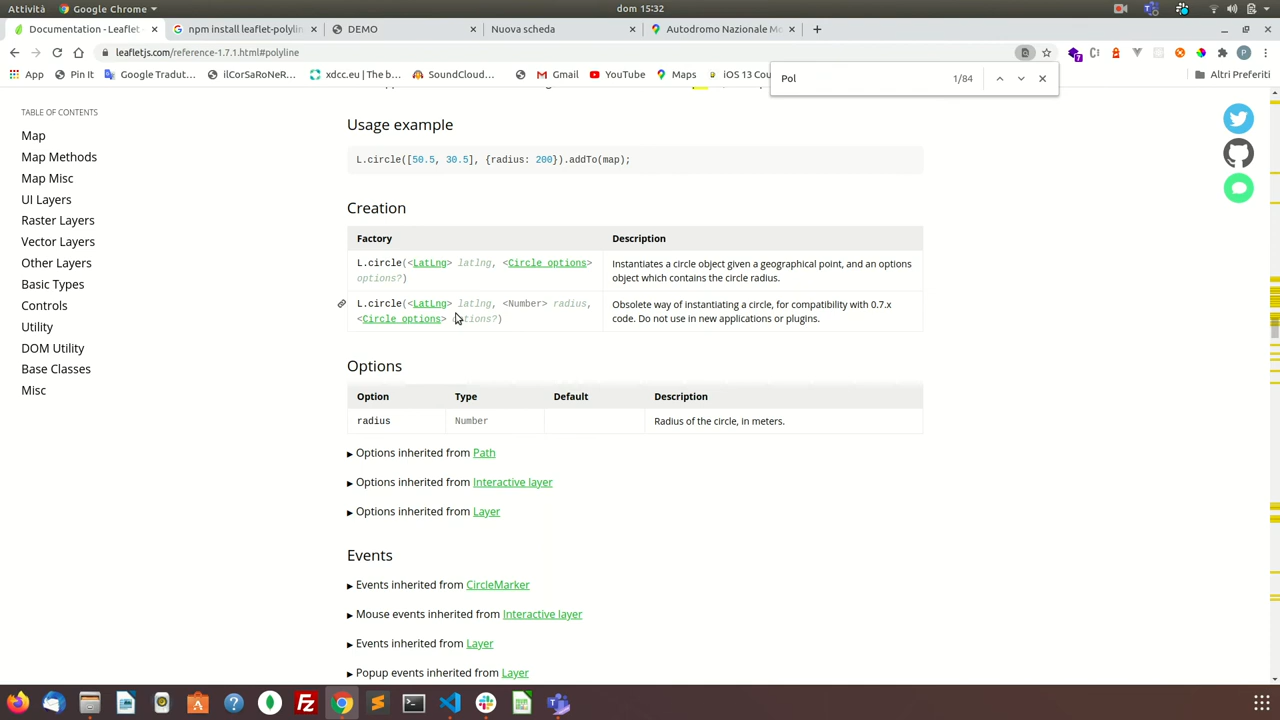 Attività
Google Chrome
dom 15:32
Documentation - Leaflet
npm install leaflet-polyline
DEMO
Nuova scheda
Autodromo Nazionale Mo
leafletjs.com/reference-1.7.1.html#polyline
App
Pin It
Google Tradut...
ilCorSaRoNeR...
xdcc.eu | The b...
SoundCloud...
Gmail
YouTube
Maps
iOS 13 Cou
Altri Preferiti
Pol
1/84
TABLE OF CONTENTS
Map
Map Methods
Map Misc
UI Layers
Raster Layers
Vector Layers
Other Layers
Basic Types
Controls
Utility
DOM Utility
Base Classes
Misc
Usage example
L.circle([50.5, 30.5], {radius: 200}).addTo(map);
Creation
Factory Description
L.circle(<LatLng> latlng, <Circle options>
options?)
Instantiates a circle object given a geographical point, and an options
object which contains the circle radius.
L.circle(<LatLng> latlng, <Number> radius,
<Circle options> options?)
Obsolete way of instantiating a circle, for compatibility with 0.7.x
code. Do not use in new applications or plugins.
Options
Option Type Default Description
radius Number Radius of the circle, in meters.
Options inherited from Path
Options inherited from Interactive layer
Options inherited from Layer
Events
Events inherited from CircleMarker
Mouse events inherited from Interactive layer
Events inherited from Layer
Popup events inherited from Layer